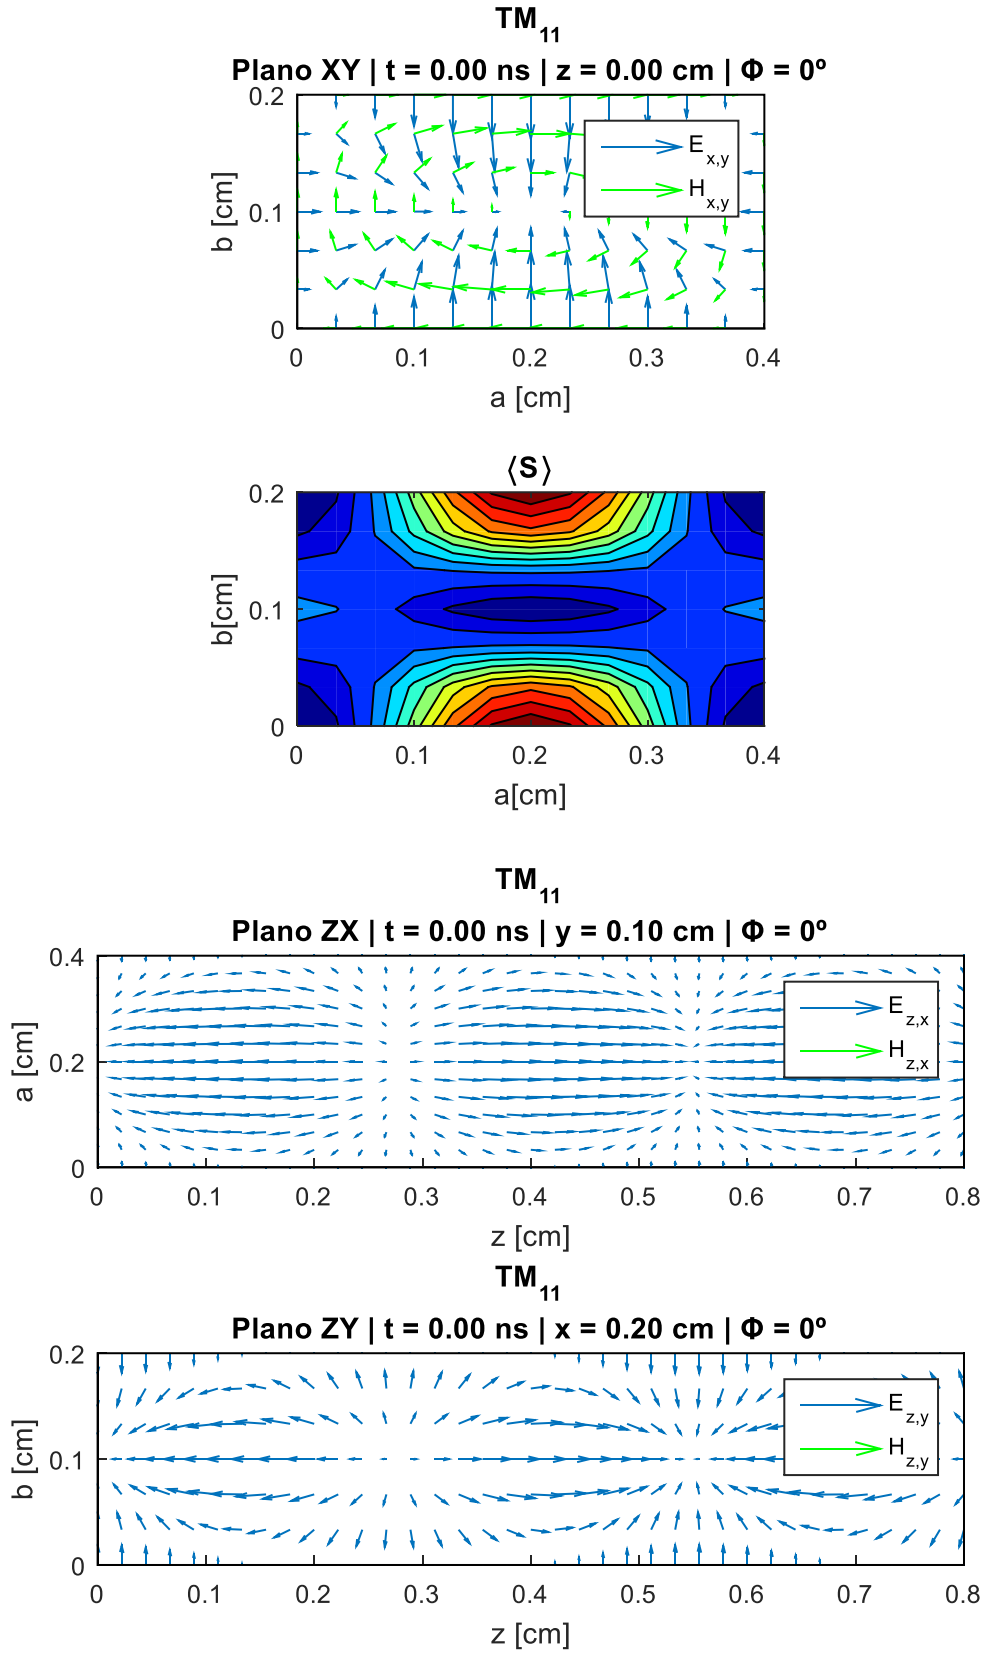 TM11
Plano XY | t = 0.00 ns | z = 0.00 cm | Φ = 0º
0.2
0.1
0
b [cm]
Ex,y
Hx,y
0 0.1 0.2 0.3 0.4
a [cm]
⟨S⟩
0.2
0.1
0
b[cm]
0 0.1 0.2 0.3 0.4
a[cm]
TM11
Plano ZX | t = 0.00 ns | y = 0.10 cm | Φ = 0º
0.4
0.2
0
a [cm]
Ez,x
Hz,x
0 0.1 0.2 0.3 0.4 0.5 0.6 0.7 0.8
z [cm]
TM11
Plano ZY | t = 0.00 ns | x = 0.20 cm | Φ = 0º
0.2
0.1
0
b [cm]
Ez,y
Hz,y
0 0.1 0.2 0.3 0.4 0.5 0.6 0.7 0.8
z [cm]